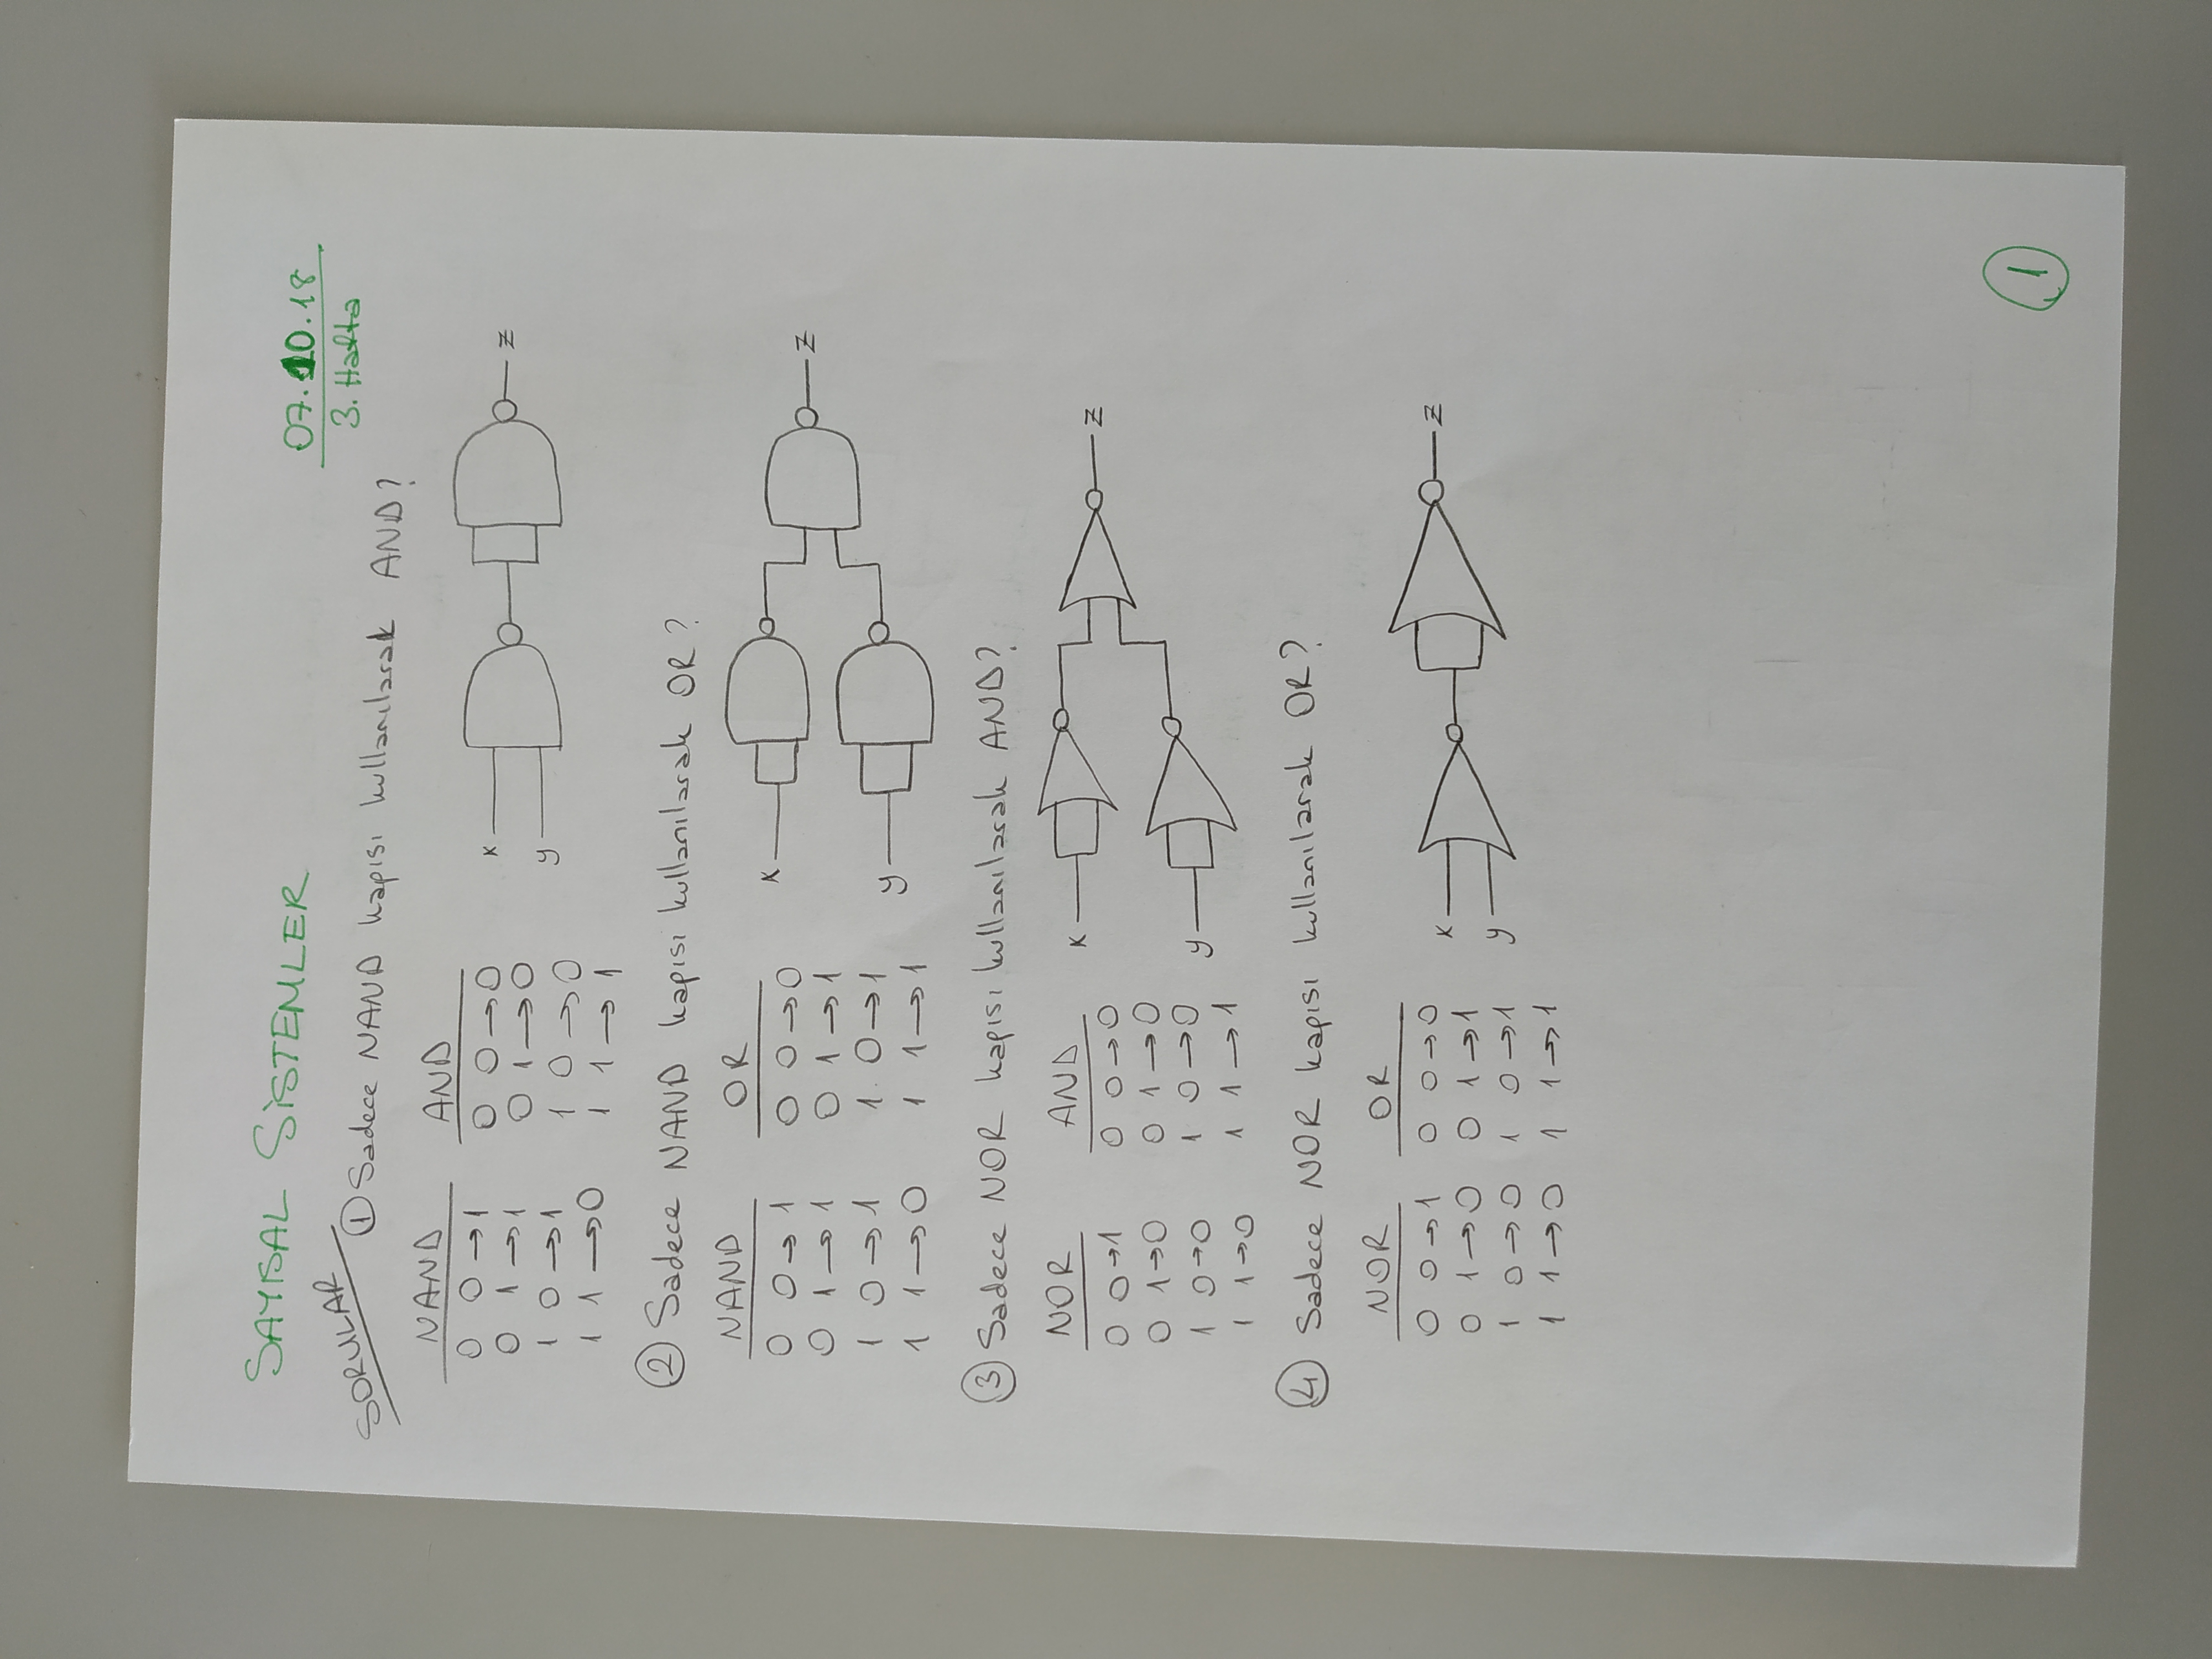 SAYISAL SİSTEMLER
07.10.18
3. Hafta
SORULAR
① Sadece NAND kapısı kullanılarak AND?
NAND AND
0 0→1 0 0→0
0 1→1 0 1→0
1 0→1 1 0→0
1 1→0 1 1→1
x
y
z
② Sadece NAND kapısı kullanılarak OR?
NAND OR
0 0→1 0 0→0
0 1→1 0 1→1
1 0→1 1 0→1
1 1→0 1 1→1
x
y
z
③ Sadece NOR kapısı kullanılarak AND?
NOR AND
0 0→1 0 0→0
0 1→0 0 1→0
1 0→0 1 0→0
1 1→0 1 1→1
x
y
z
④ Sadece NOR kapısı kullanılarak OR?
NOR OR
0 0→1 0 0→0
0 1→0 0 1→1
1 0→0 1 0→1
1 1→0 1 1→1
x
y
z
1